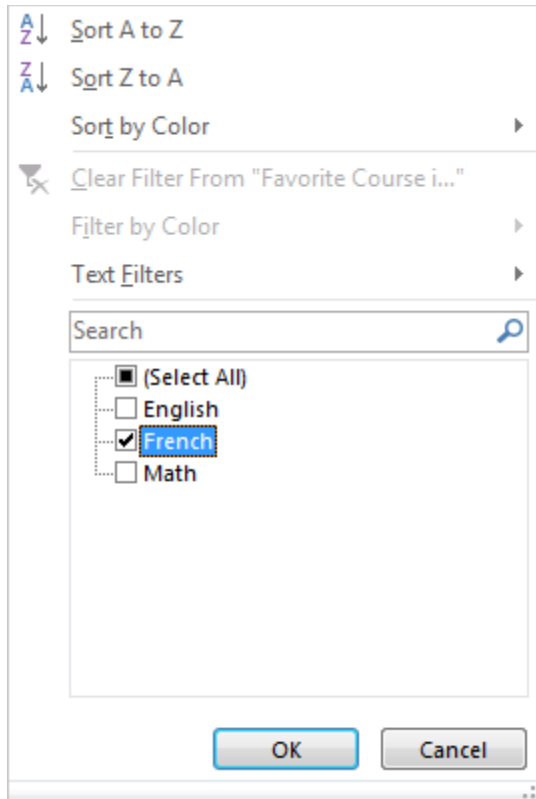 Sort A to Z
Sort Z to A
Sort by Color
Clear Filter From "Favorite Course i..."
Filter by Color
Text Filters
Search
(Select All)
English
French
Math
OK Cancel